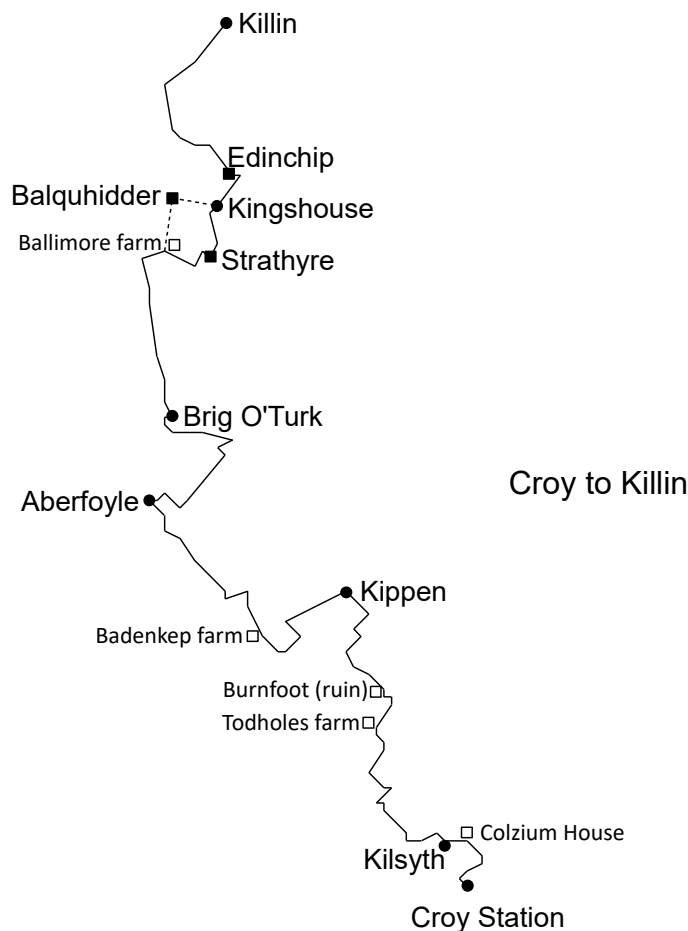 Killin
Edinchip
Balquhidder
Kingshouse
Ballimore farm
Strathyre
Brig O'Turk
Croy to Killin
Aberfoyle
Kippen
Badenkep farm
Burnfoot (ruin)
Todholes farm
Colzium House
Kilsyth
Croy Station